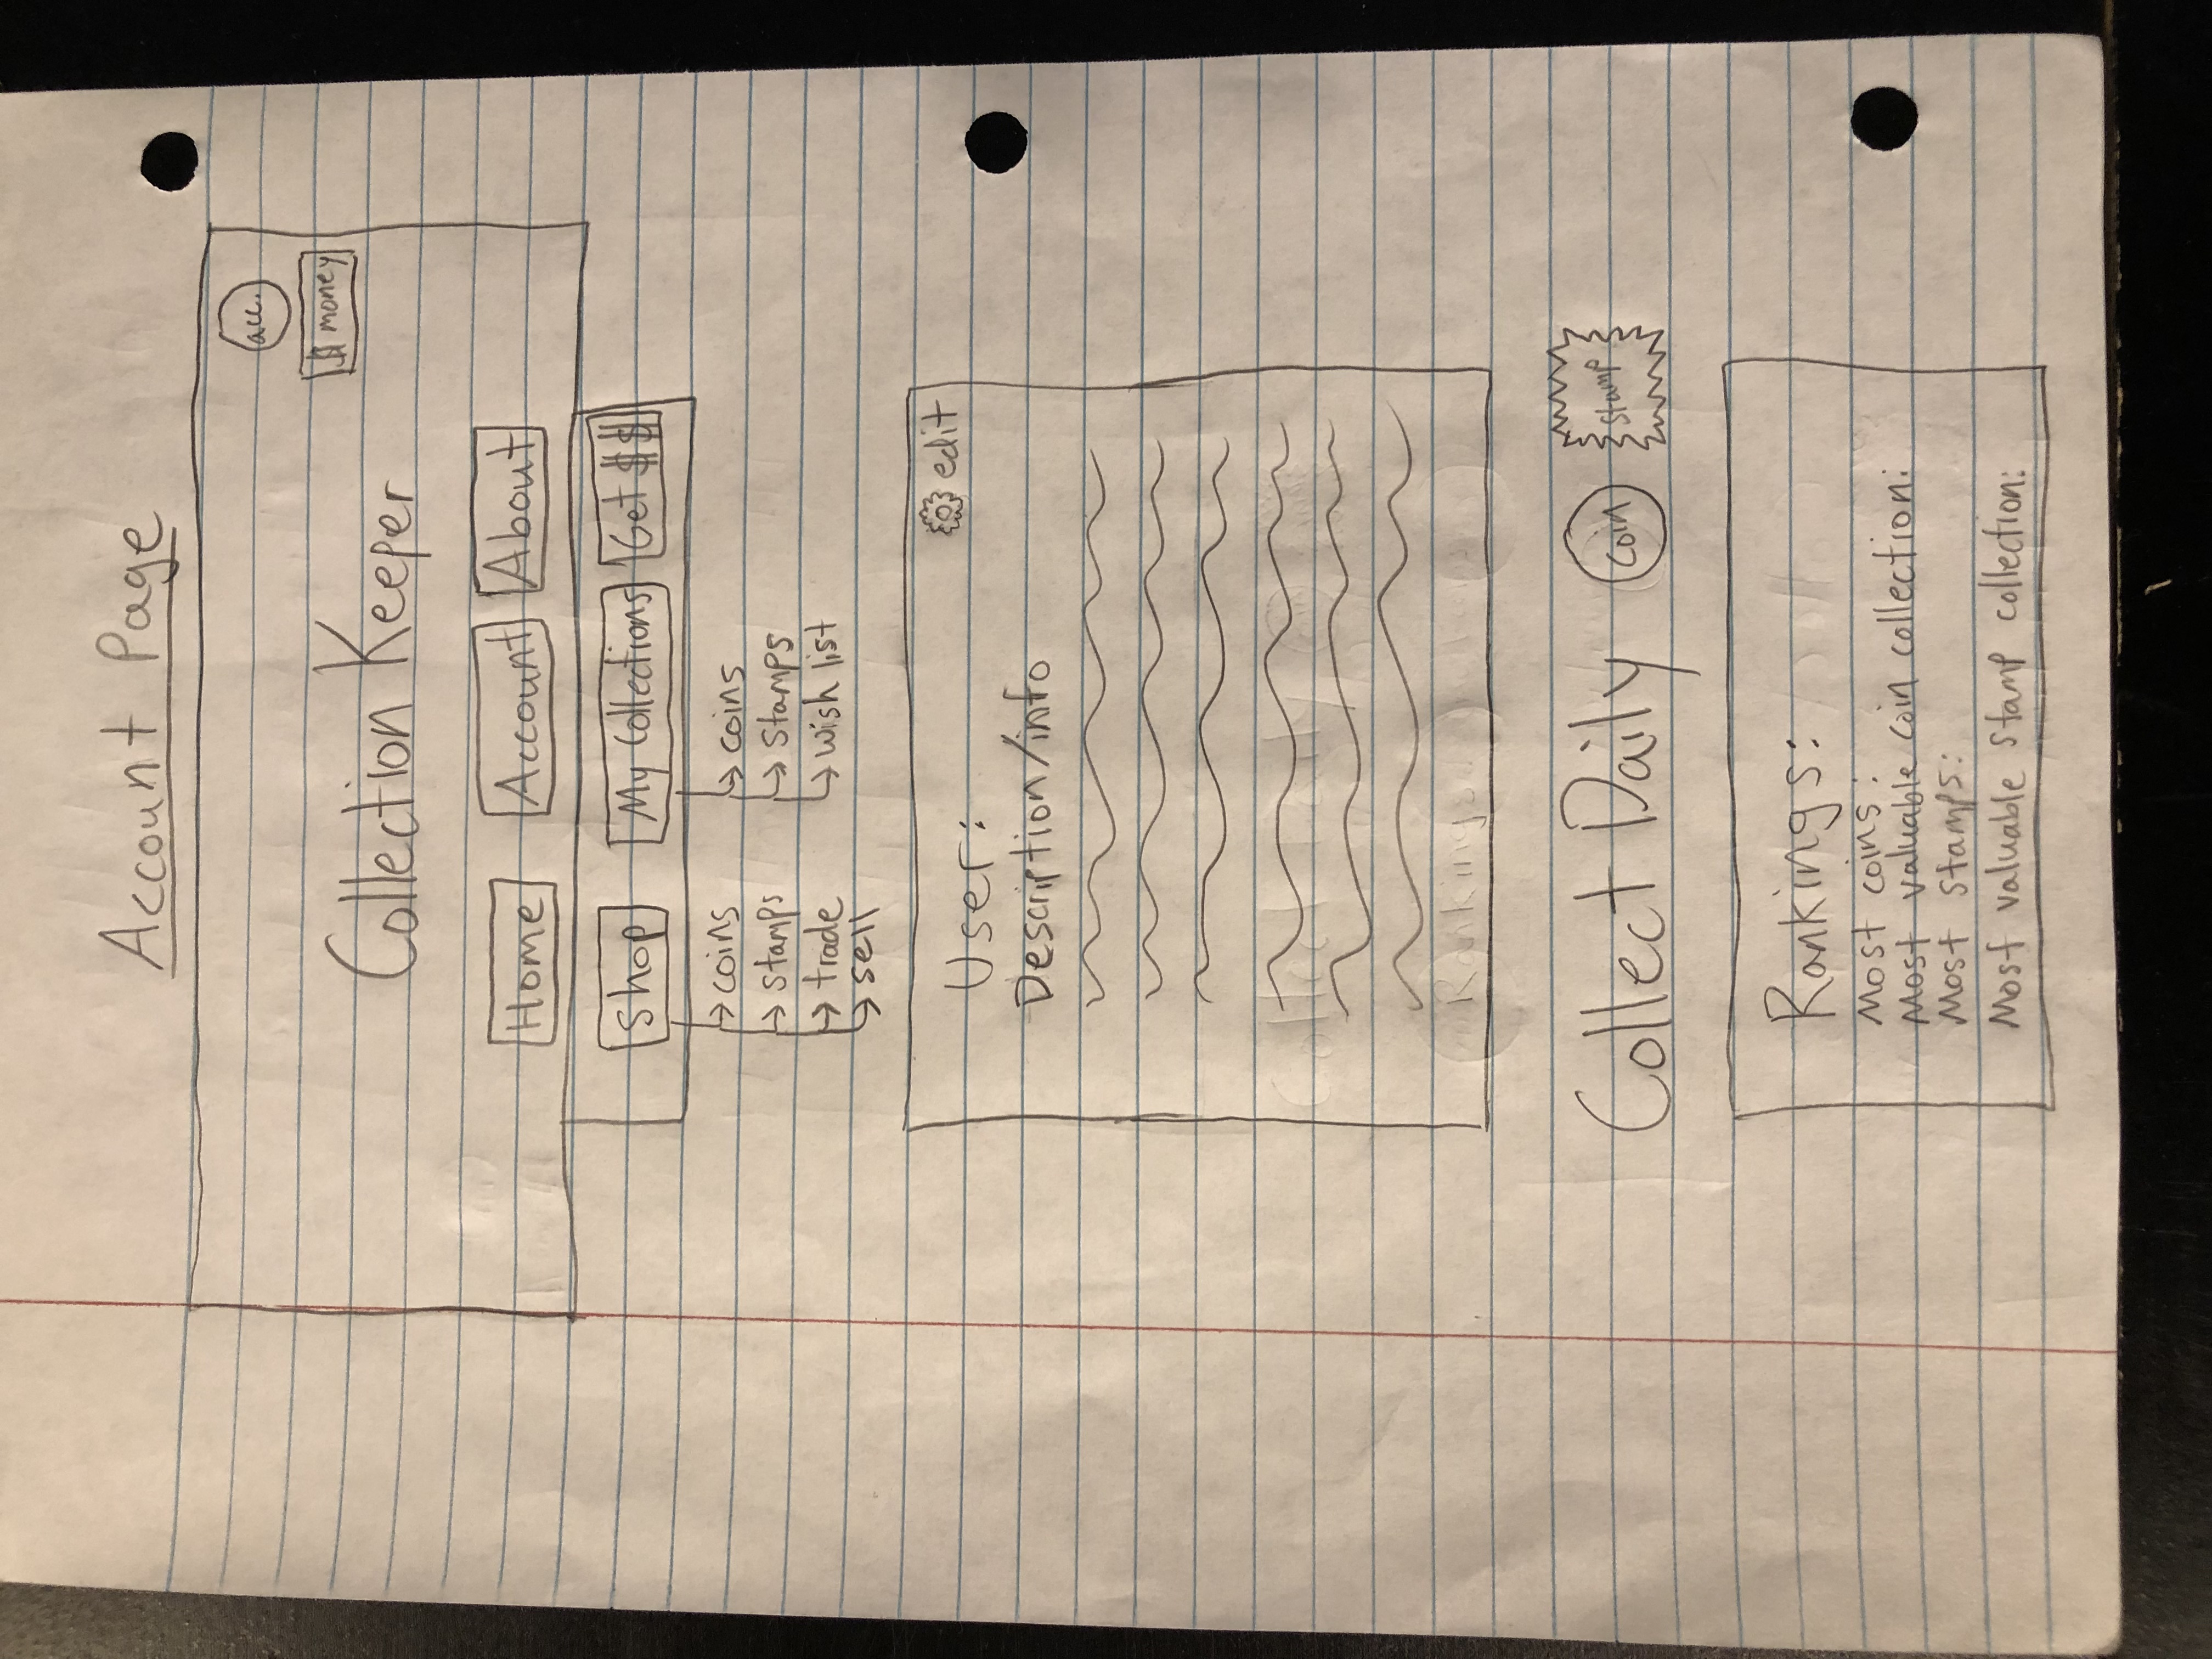 Account Page
acc.
$ money
Collection Keeper
Home Account About
Shop My Collections Get $$
coins coins
stamps stamps
trade wish list
sell
edit
User:
Description/info
Collect Daily coin stamp
Rankings:
Most coins:
Most valuable coin collection:
Most stamps:
Most valuable stamp collection: